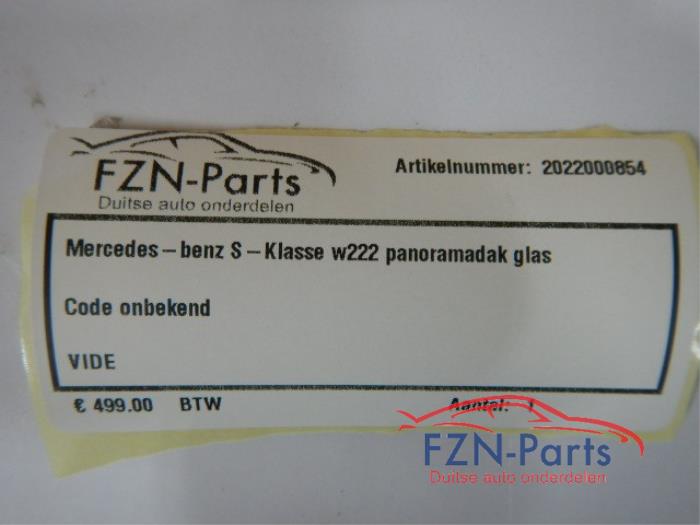 FZN-Parts
Duitse auto onderdelen
Artikelnummer: 2022000854
Mercedes-benz S-Klasse w222 panoramadak glas
Code onbekend
VIDE
€ 499.00 BTW Aantal: 1
FZN-Parts
Duitse auto onderdelen